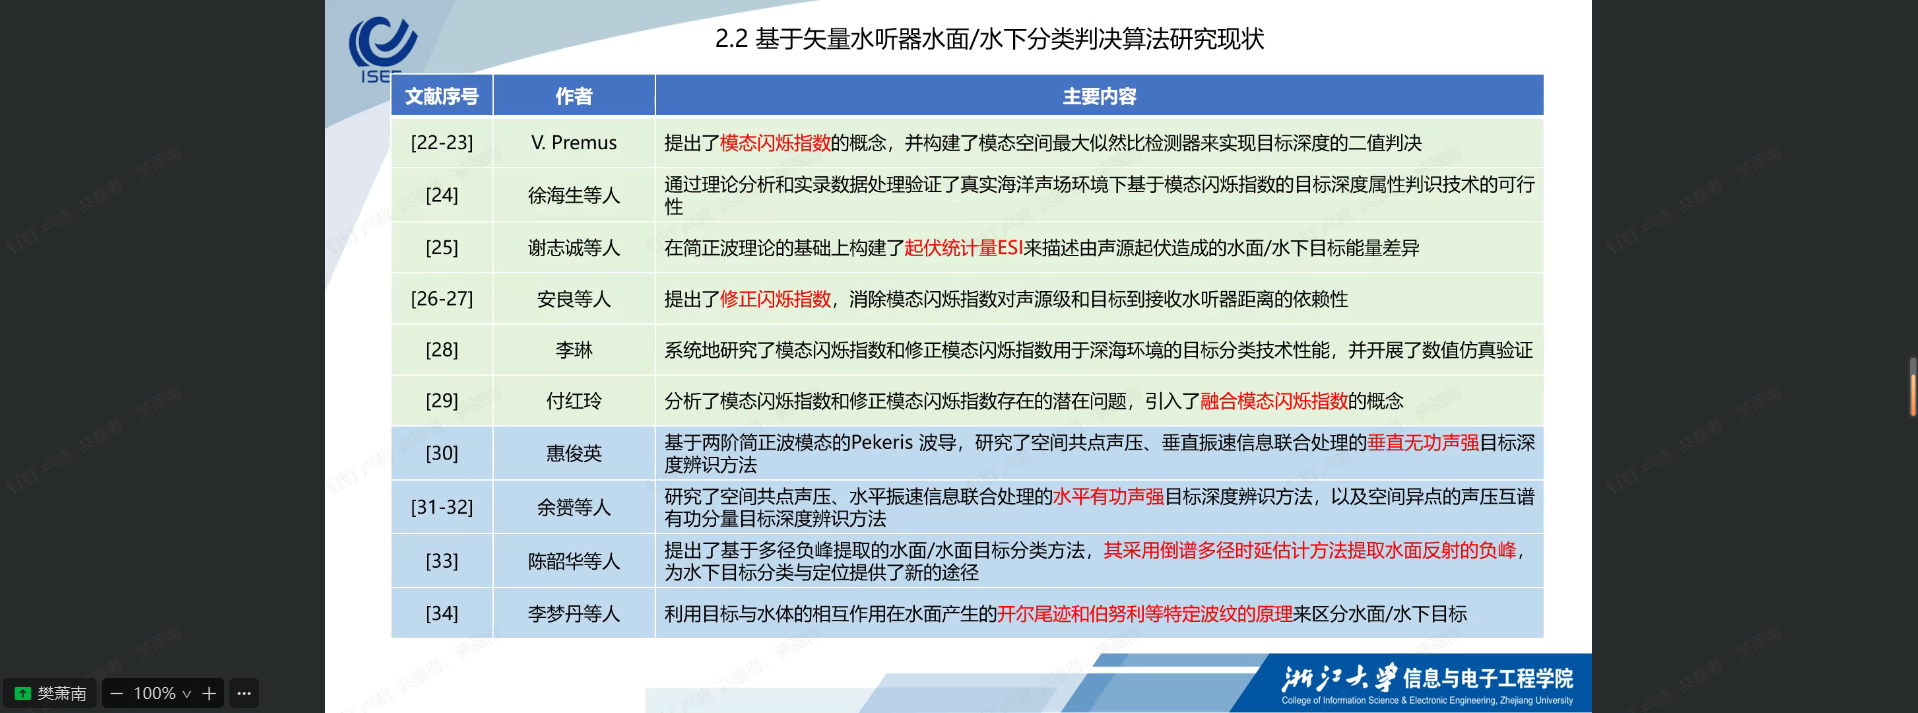 2.2 基于矢量水听器水面/水下分类判决算法研究现状
ISEE
文献序号 作者 主要内容
[22-23] V. Premus 提出了模态闪烁指数的概念，并构建了模态空间最大似然比检测器来实现目标深度的二值判决
[24] 徐海生等人 通过理论分析和实录数据处理验证了真实海洋声场环境下基于模态闪烁指数的目标深度属性判识技术的可行
性
[25] 谢志诚等人 在简正波理论的基础上构建了起伏统计量ESI来描述由声源起伏造成的水面/水下目标能量差异
[26-27] 安良等人 提出了修正闪烁指数，消除模态闪烁指数对声源级和目标到接收水听器距离的依赖性
[28] 李琳 系统地研究了模态闪烁指数和修正模态闪烁指数用于深海环境的目标分类技术性能，并开展了数值仿真验证
[29] 付红玲 分析了模态闪烁指数和修正模态闪烁指数存在的潜在问题，引入了融合模态闪烁指数的概念
[30] 惠俊英 基于两阶简正波模态的Pekeris 波导，研究了空间共点声压、垂直振速信息联合处理的垂直无功声强目标深
度辨识方法
[31-32] 余赟等人 研究了空间共点声压、水平振速信息联合处理的水平有功声强目标深度辨识方法，以及空间异点的声压互谱
有功分量目标深度辨识方法
[33] 陈韶华等人 提出了基于多径负峰提取的水面/水面目标分类方法，其采用倒谱多径时延估计方法提取水面反射的负峰，
为水下目标分类与定位提供了新的途径
[34] 李梦丹等人 利用目标与水体的相互作用在水面产生的开尔尾迹和伯努利等特定波纹的原理来区分水面/水下目标
浙江大学 信息与电子工程学院
College of Information Science & Electronic Engineering, Zhejiang University
樊萧南 100%
钉钉 卢迪 共享者：樊萧南